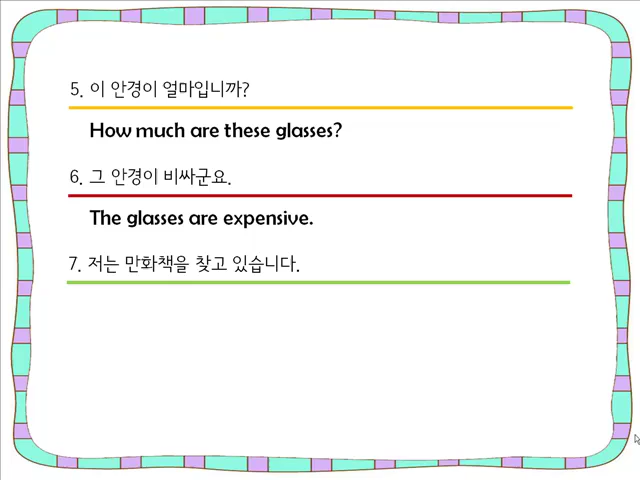 5. 이 안경이 얼마입니까?
How much are these glasses?
6. 그 안경이 비싸군요.
The glasses are expensive.
7. 저는 만화책을 찾고 있습니다.